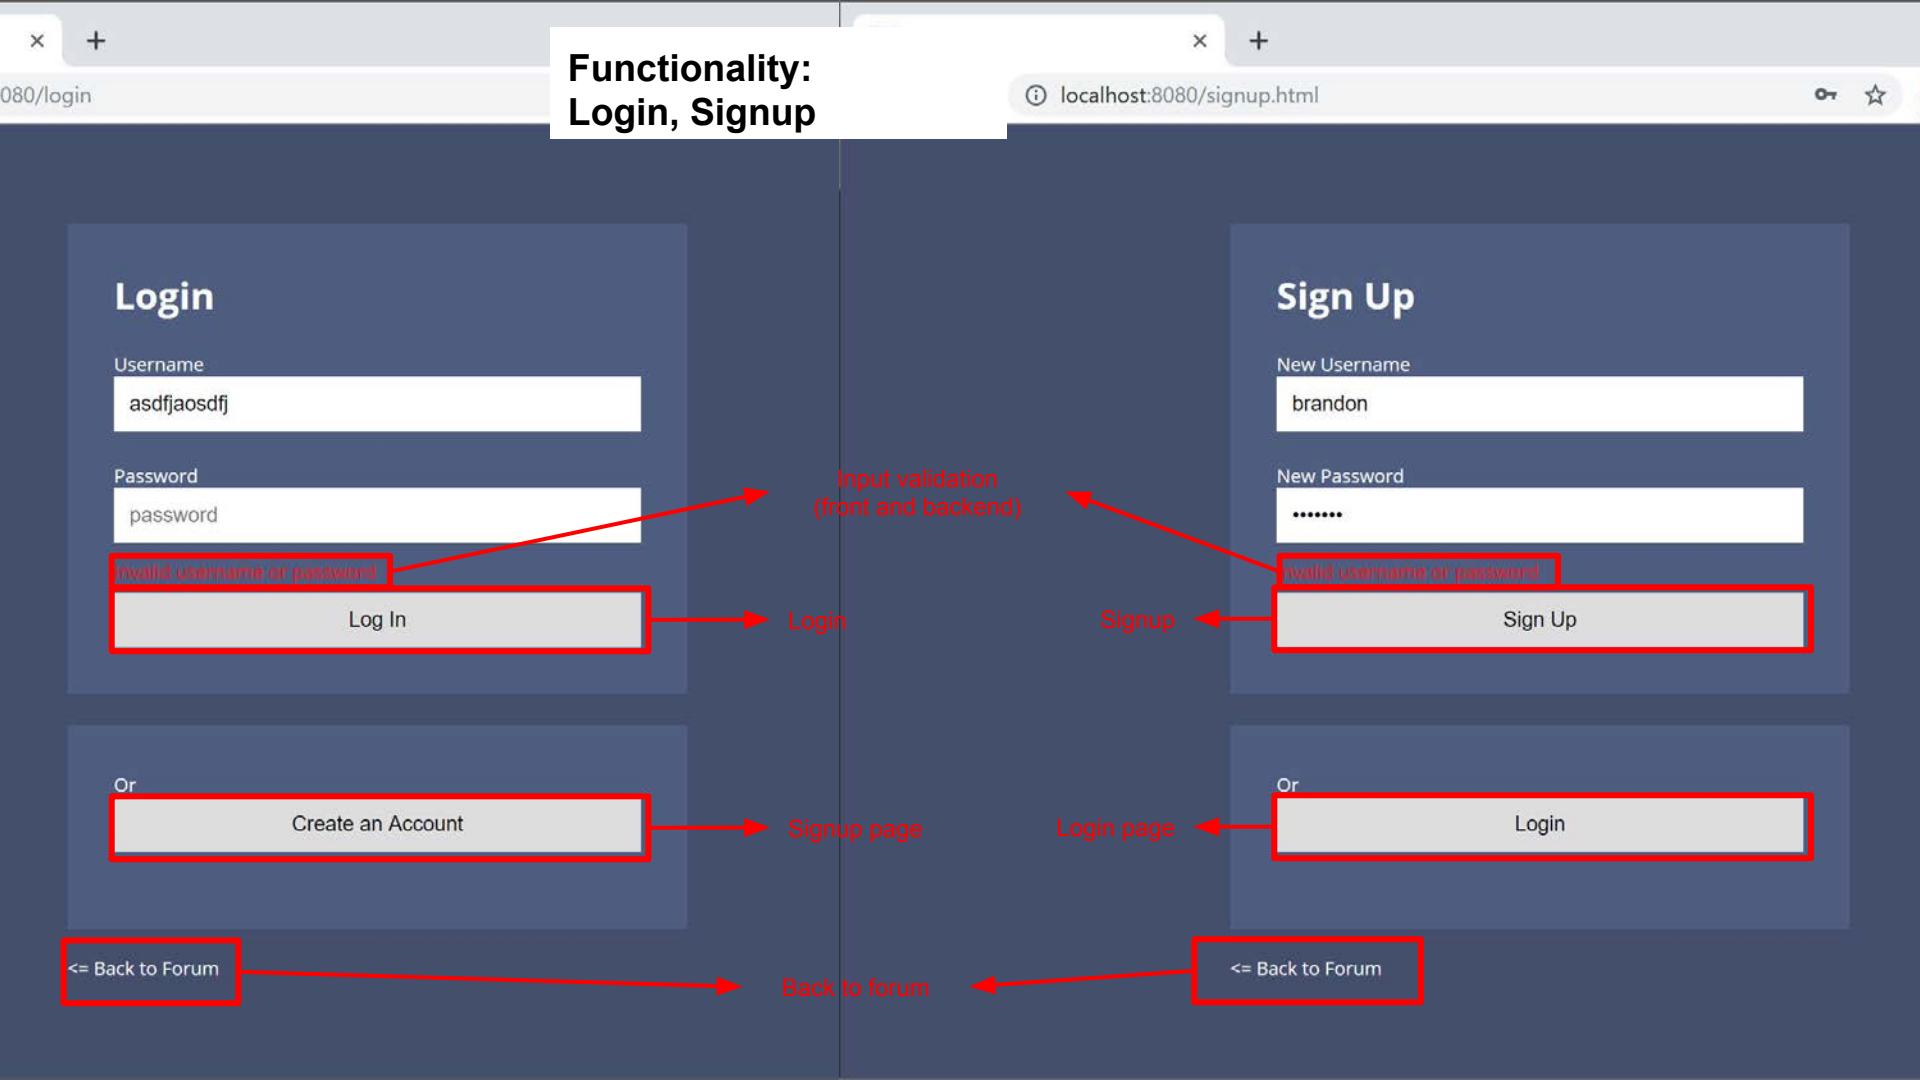 Functionality:
Login, Signup
080/login
localhost:8080/signup.html
Login
Username
asdfjaosdfj
Password
password
Invalid username or password
Log In
Or
Create an Account
<= Back to Forum
Input validation
(front and backend)
Login
Signup
Signup page
Login page
Back to forum
Sign Up
New Username
brandon
New Password
•••••••
Invalid username or password
Sign Up
Or
Login
<= Back to Forum